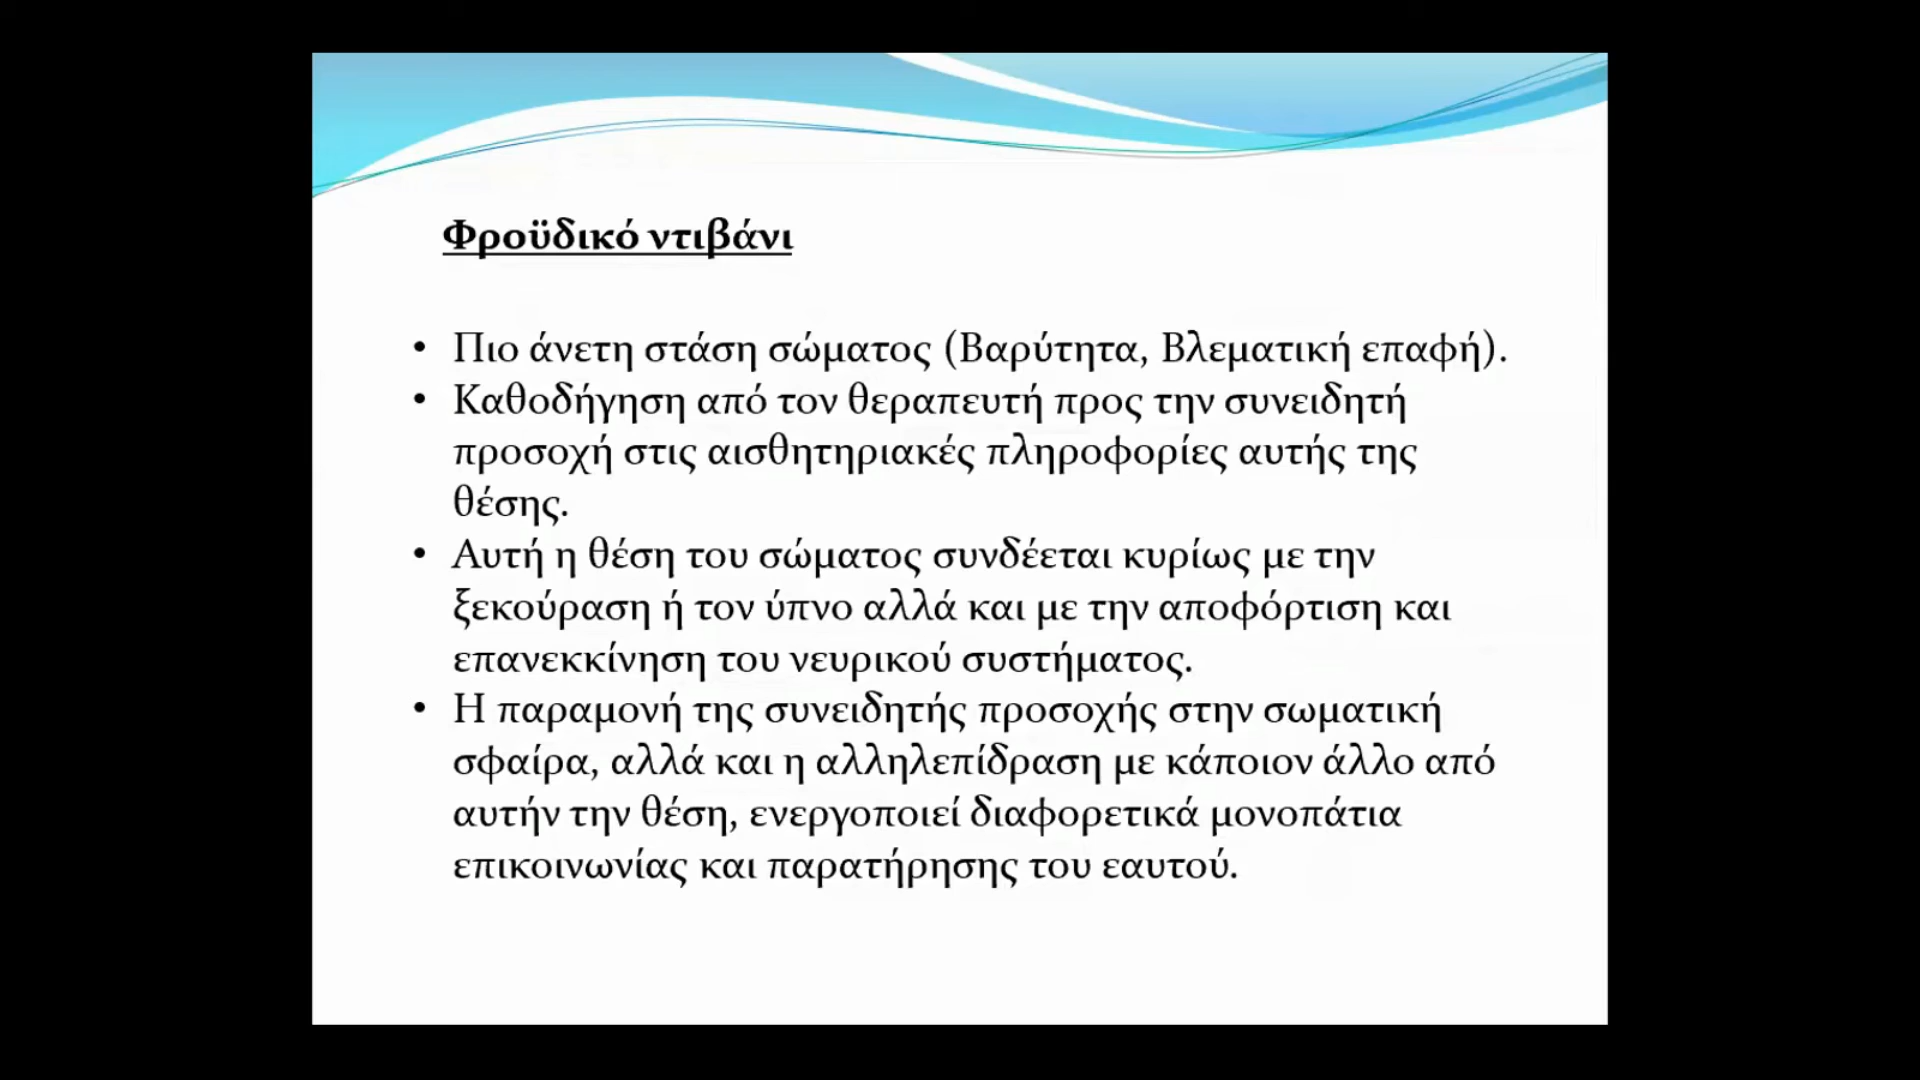 Φροϋδικό ντιβάνι
• Πιο άνετη στάση σώματος (Βαρύτητα, Βλεματική επαφή).
• Καθοδήγηση από τον θεραπευτή προς την συνειδητή
προσοχή στις αισθητηριακές πληροφορίες αυτής της
θέσης.
• Αυτή η θέση του σώματος συνδέεται κυρίως με την
ξεκούραση ή τον ύπνο αλλά και με την αποφόρτιση και
επανεκκίνηση του νευρικού συστήματος.
• Η παραμονή της συνειδητής προσοχής στην σωματική
σφαίρα, αλλά και η αλληλεπίδραση με κάποιον άλλο από
αυτήν την θέση, ενεργοποιεί διαφορετικά μονοπάτια
επικοινωνίας και παρατήρησης του εαυτού.